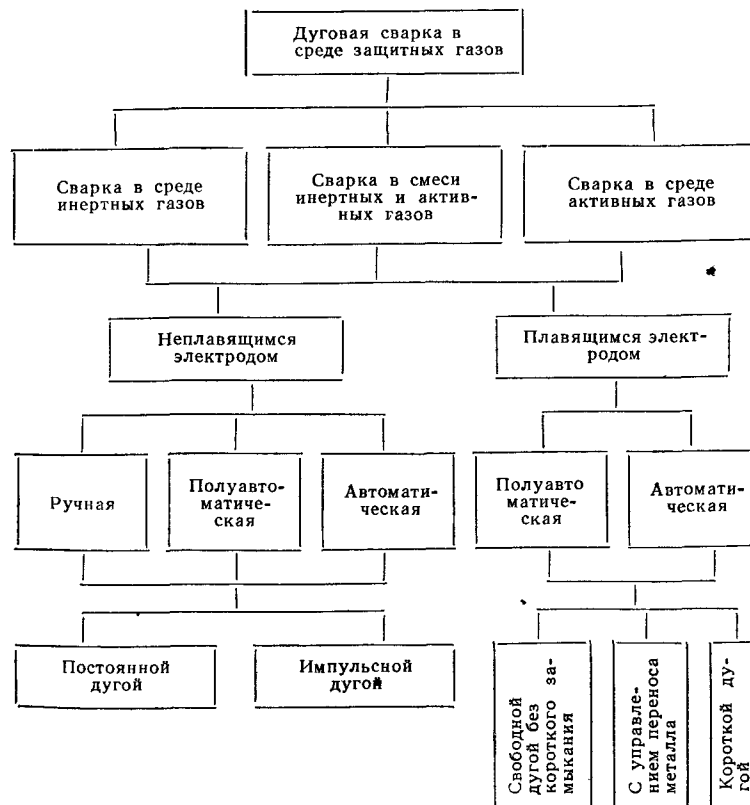 Дуговая сварка в
среде защитных газов
Сварка в среде
инертных газов
Сварка в смеси
инертных и актив-
ных газов
Сварка в среде
активных газов
Неплавящимся
электродом
Плавящимся элект-
родом
Ручная
Полуавто-
матиче-
ская
Автомати-
ческая
Полуавто
матиче-
ская
Автомати-
ческая
Постоянной
дугой
Импульсной
дугой
Свободной
дугой без
короткого за-
мыкания
С управле-
нием переноса
металла
Короткой ду-
гой